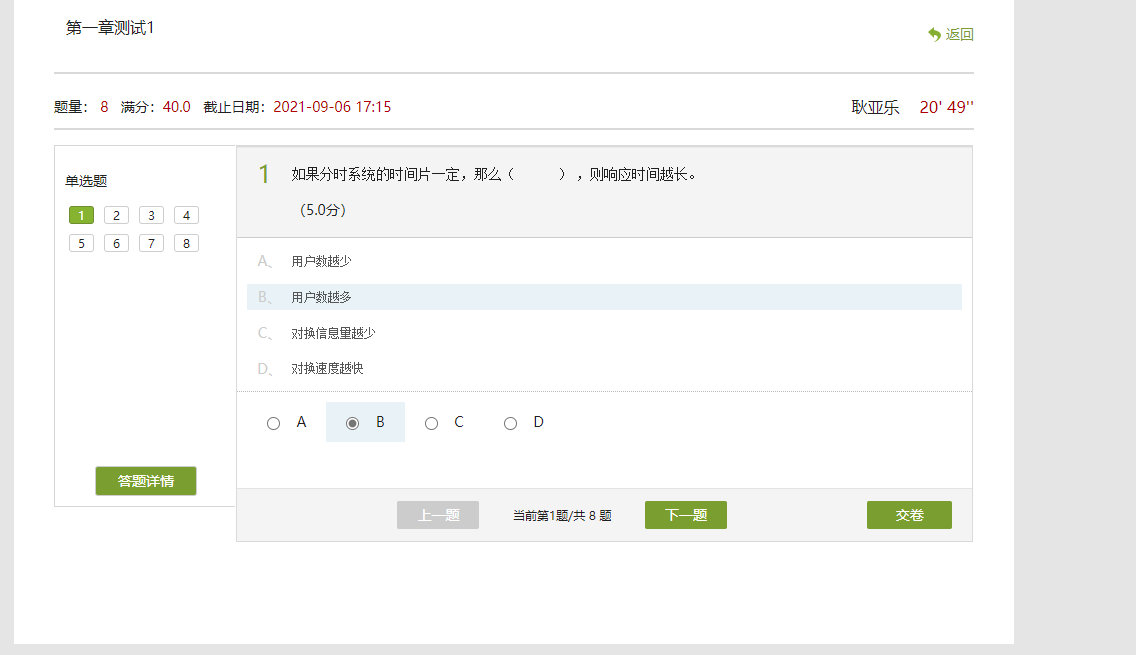 第一章测试1
返回
题量： 8 满分：40.0 截止日期：2021-09-06 17:15
耿亚乐 20' 49''
单选题
1 2 3 4
5 6 7 8
答题详情
1 如果分时系统的时间片一定，那么（ ），则响应时间越长。
（5.0分）
A、 用户数越少
B、 用户数越多
C、 对换信息量越少
D、 对换速度越快
A B C D
上一题 当前第1题/共 8 题 下一题 交卷